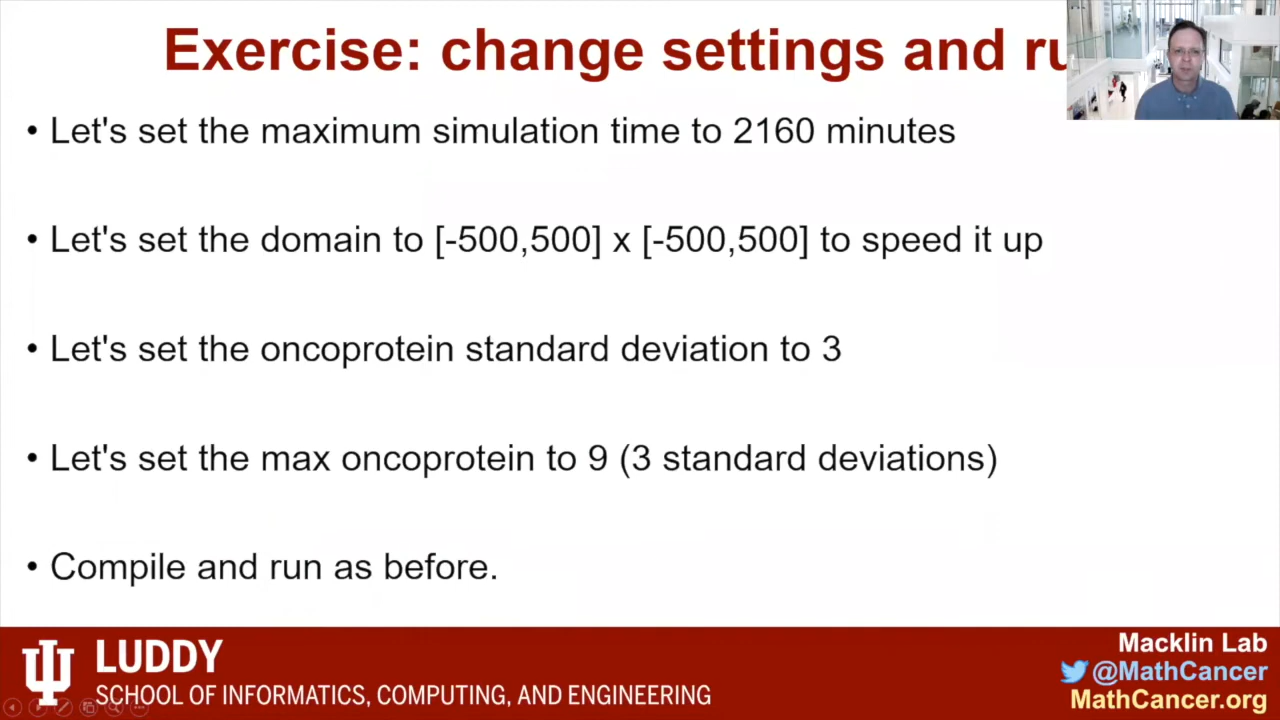 Exercise: change settings and ru
• Let's set the maximum simulation time to 2160 minutes
• Let's set the domain to [-500,500] x [-500,500] to speed it up
• Let's set the oncoprotein standard deviation to 3
• Let's set the max oncoprotein to 9 (3 standard deviations)
• Compile and run as before.
LUDDY
SCHOOL OF INFORMATICS, COMPUTING, AND ENGINEERING
Macklin Lab
@MathCancer
MathCancer.org